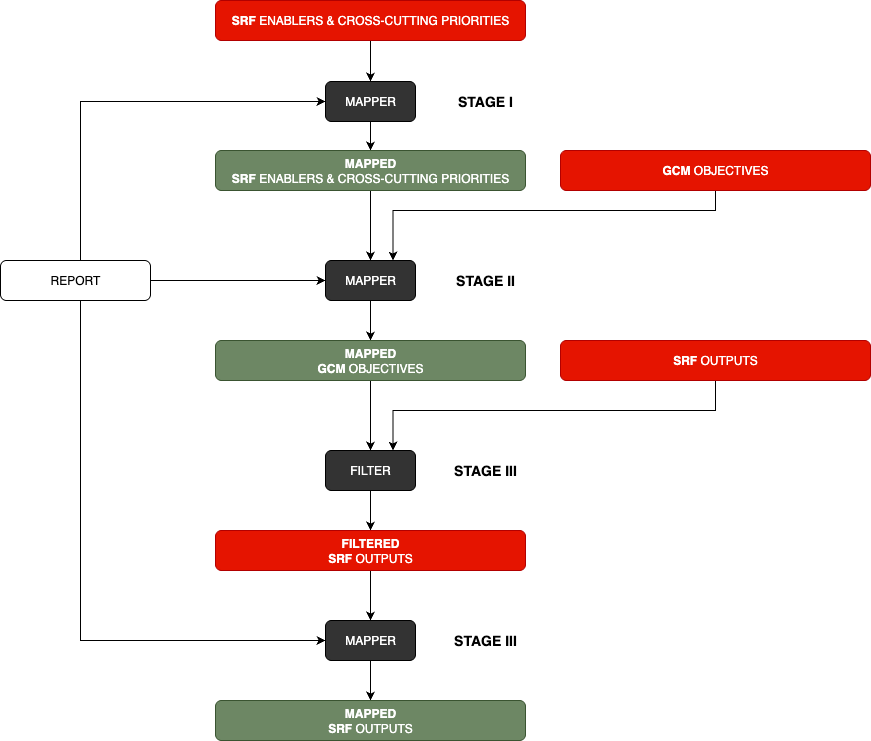 SRF ENABLERS & CROSS-CUTTING PRIORITIES
MAPPER
STAGE I
MAPPED
SRF ENABLERS & CROSS-CUTTING PRIORITIES
GCM OBJECTIVES
REPORT
MAPPER
STAGE II
MAPPED
GCM OBJECTIVES
SRF OUTPUTS
FILTER
STAGE III
FILTERED
SRF OUTPUTS
MAPPER
STAGE III
MAPPED
SRF OUTPUTS